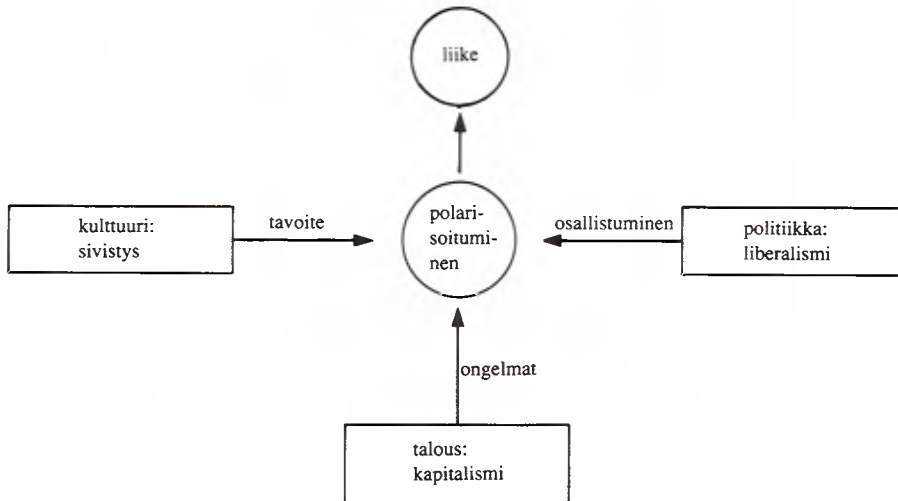 liike
kulttuuri:
sivistys
tavoite
polari-
soitumi-
nen
osallistuminen
politiikka:
liberalismi
ongelmat
talous:
kapitalismi